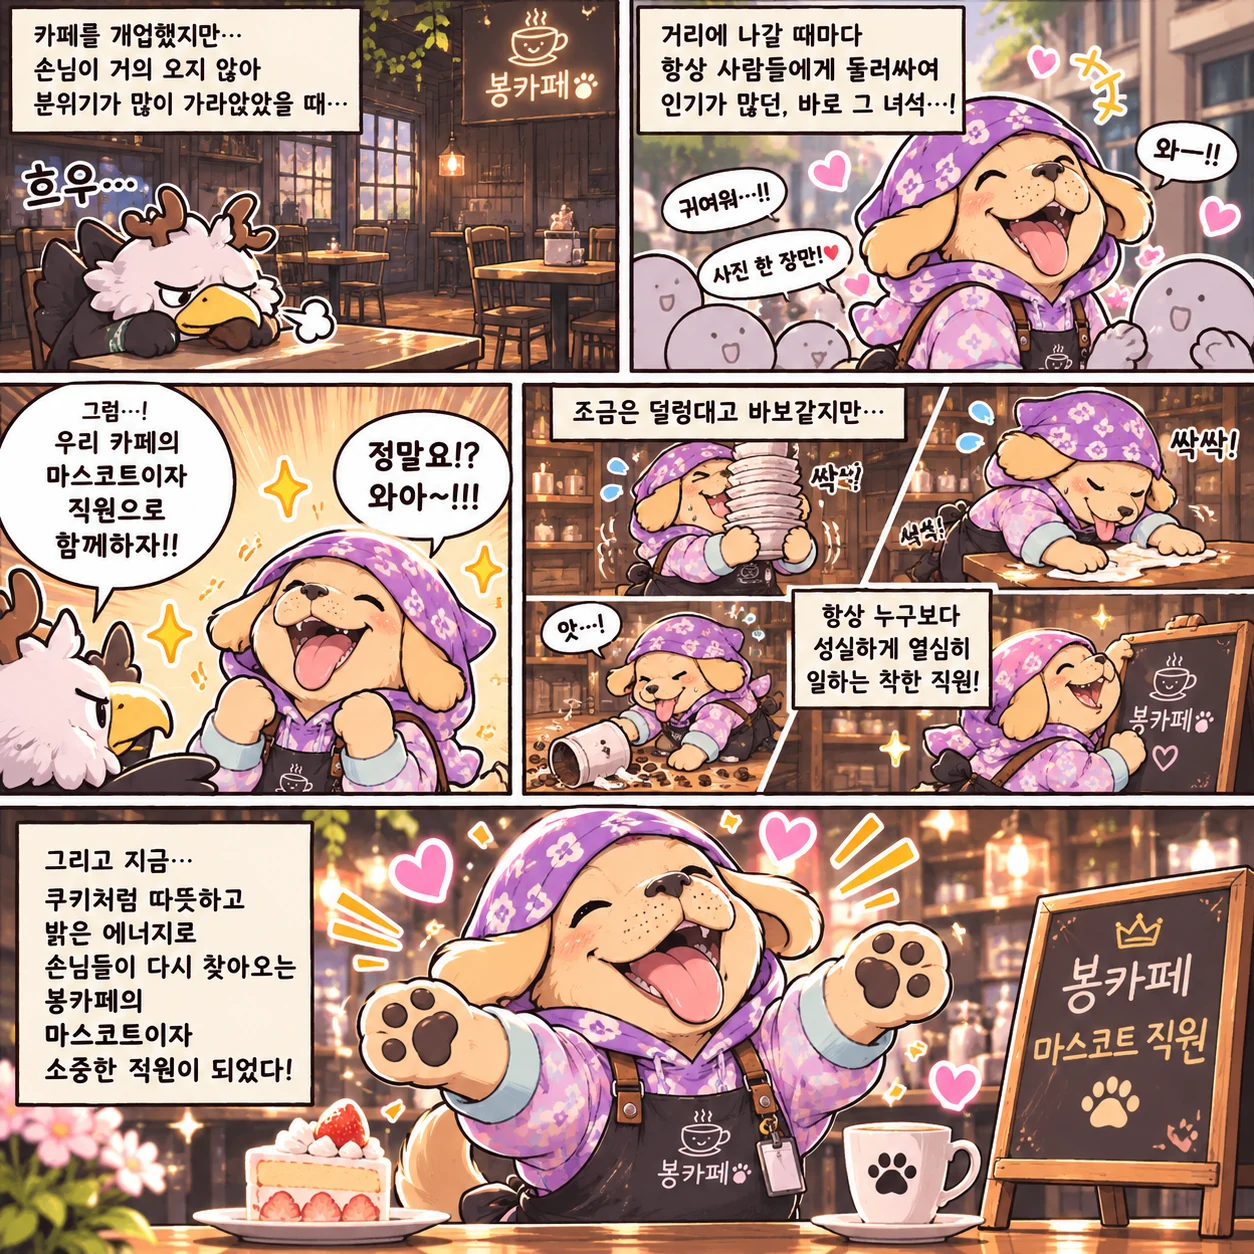 카페를 개업했지만…
손님이 거의 오지 않아
분위기가 많이 가라앉았을 때…
봉카페
흐우…
거리에 나갈 때마다
항상 사람들에게 둘러싸여
인기가 많던, 바로 그 녀석…!
와—!!
귀여워…!!
사진 한 장만!♥
그럼…!
우리 카페의
마스코트이자
직원으로
함께하자!!
정말요!?
와아~!!!
조금은 덜렁대고 바보같지만…
싹싹!
싹싹!
앗…!
항상 누구보다
성실하게 열심히
일하는 착한 직원!
봉카페
그리고 지금…
쿠키처럼 따뜻하고
밝은 에너지로
손님들이 다시 찾아오는
봉카페의
마스코트이자
소중한 적원이 되었다!
봉카페
봉카페
마스코트 직원